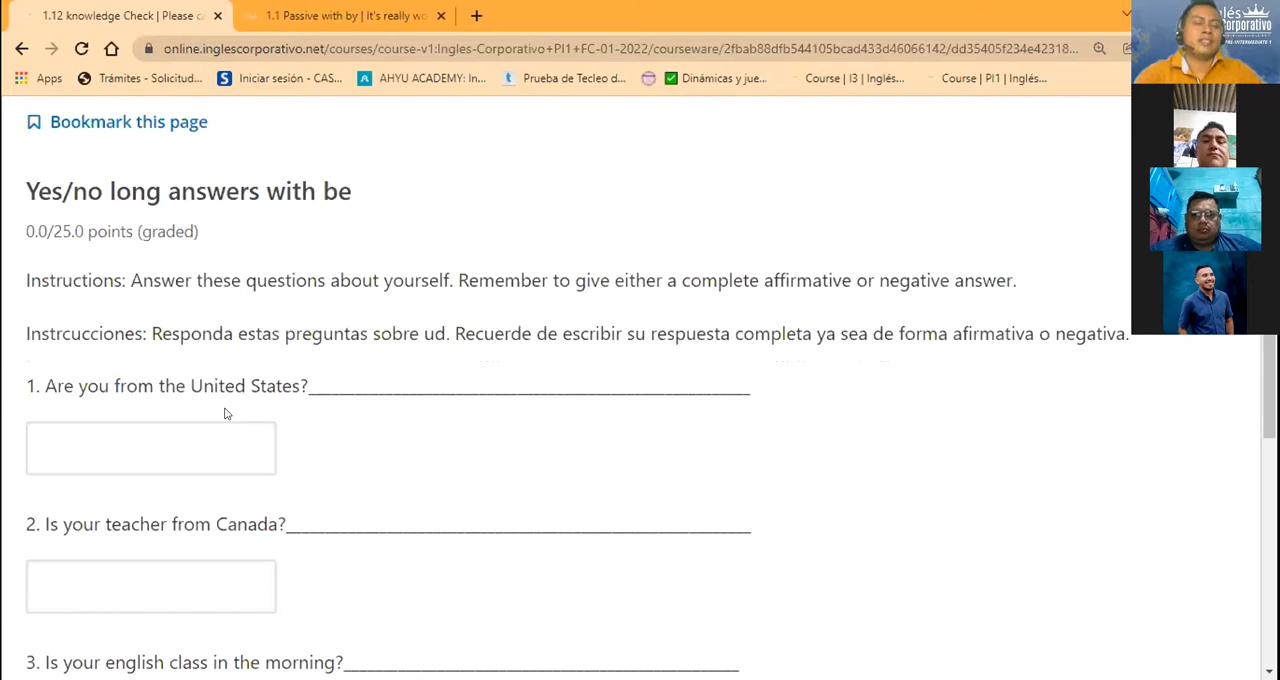 1.12 knowledge Check | Please c
1.1 Passive with by | It's really wo
online.inglescorporativo.net/courses/course-v1:Ingles-Corporativo+PI1+FC-01-2022/courseware/2fbab88dfb544105bcad433d46066142/dd35405f234e42318...
Apps Trámites - Solicitud... Iniciar sesión - CAS... AHYU ACADEMY: In... Prueba de Tecleo d... Dinámicas y jue... Course | I3 | Inglés... Course | PI1 | Inglés...
Bookmark this page
Yes/no long answers with be
0.0/25.0 points (graded)
Instructions: Answer these questions about yourself. Remember to give either a complete affirmative or negative answer.
Instrcucciones: Responda estas preguntas sobre ud. Recuerde de escribir su respuesta completa ya sea de forma afirmativa o negativa.
1. Are you from the United States?
2. Is your teacher from Canada?
3. Is your english class in the morning?